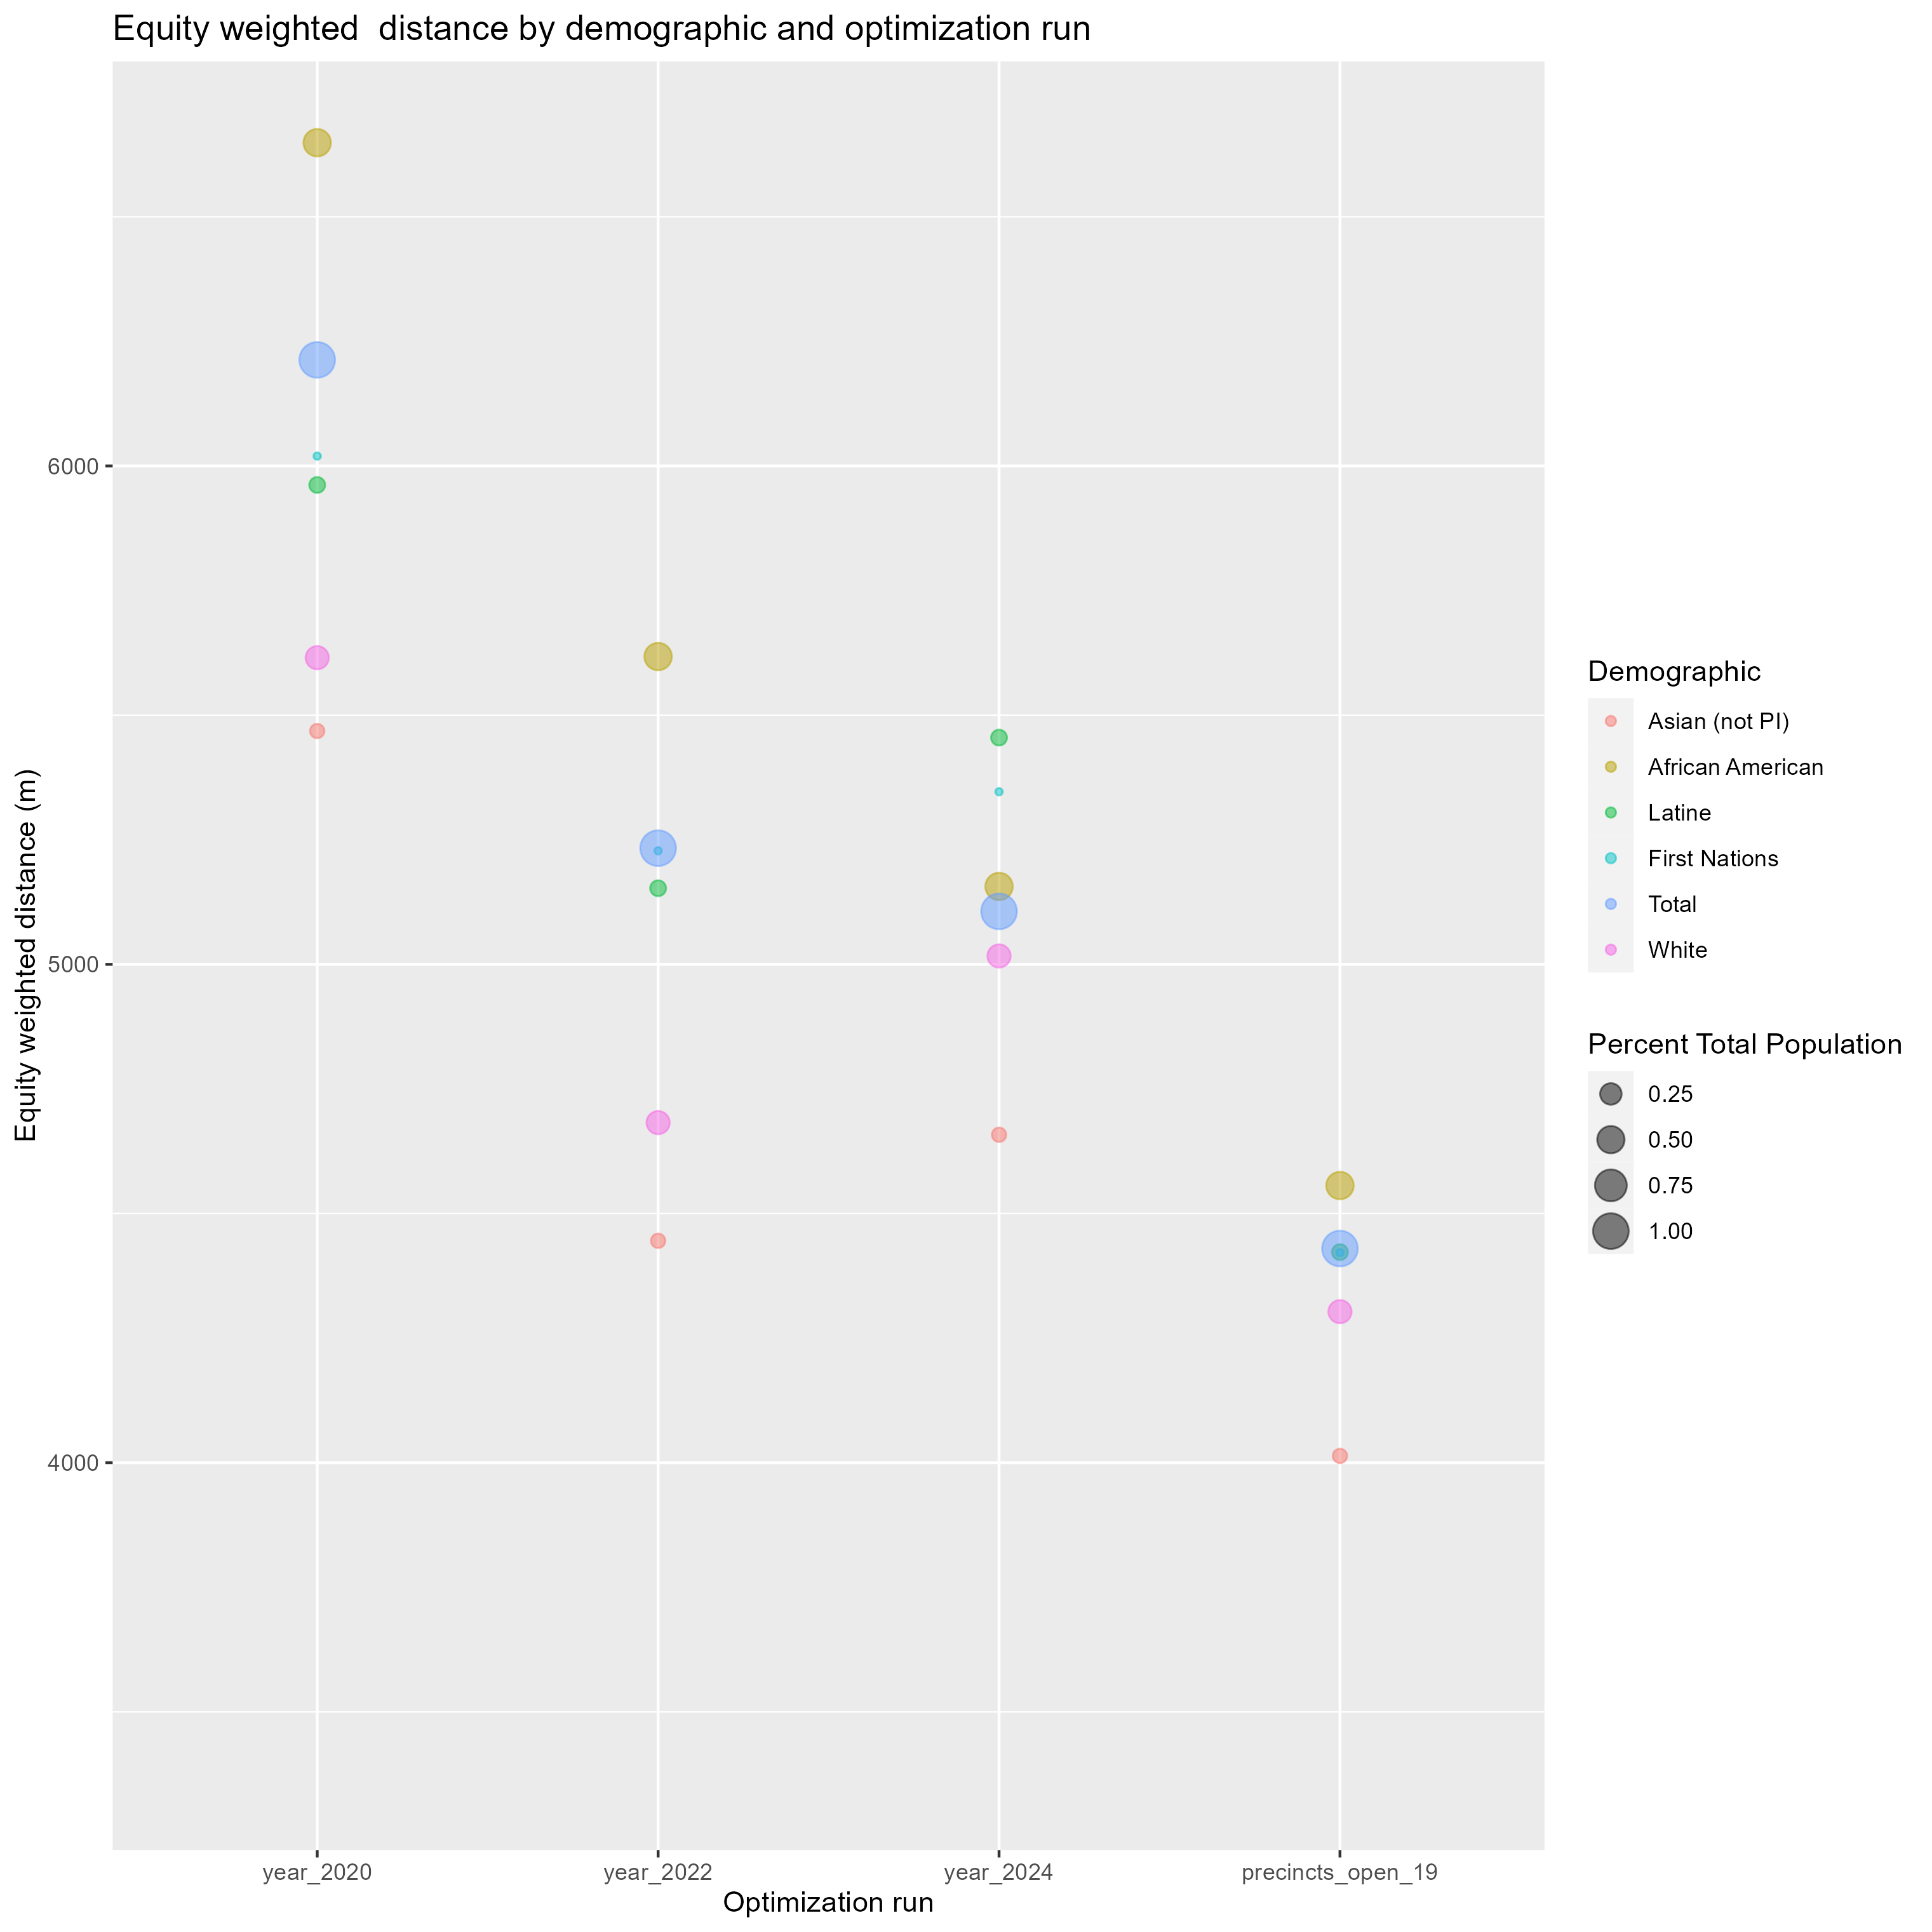 Equity weighted  distance by demographic and optimization run
Equity weighted distance (m)
6000
5000
4000
year_2020
year_2022
year_2024
precincts_open_19
Optimization run
Demographic
Asian (not PI)
African American
Latine
First Nations
Total
White
Percent Total Population
0.25
0.50
0.75
1.00